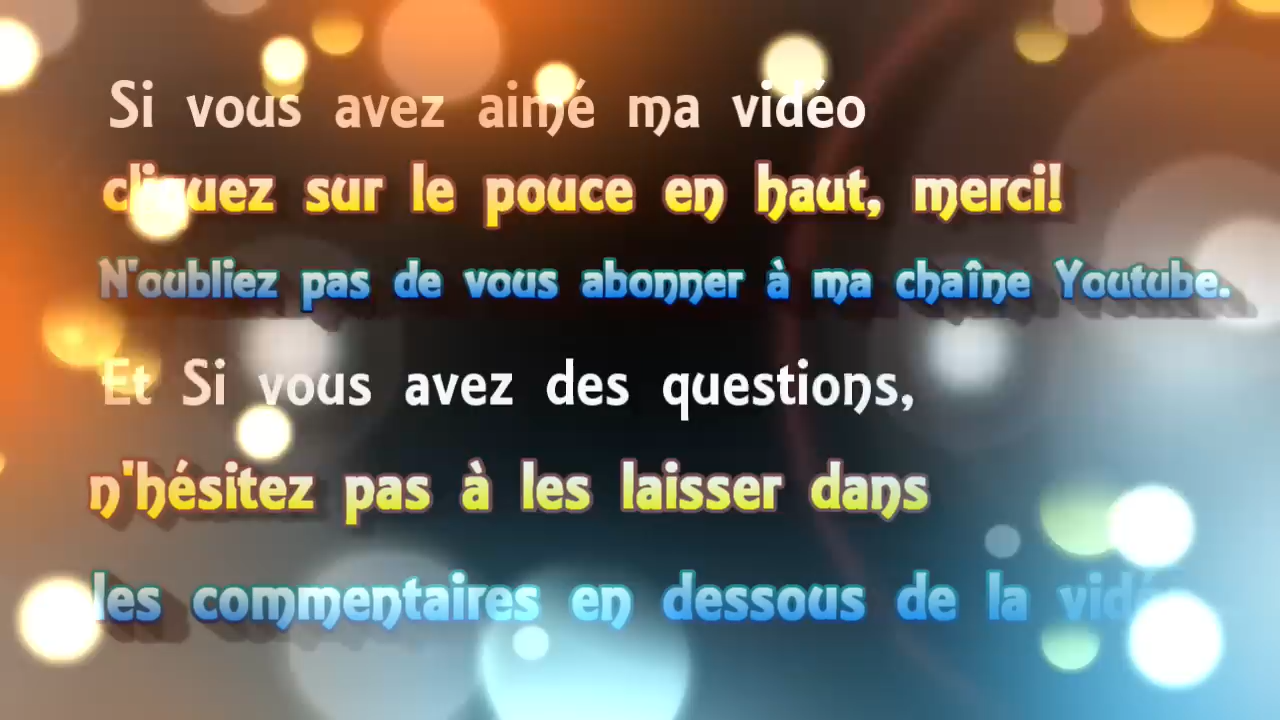 Si vous avez aimé ma vidéo
cliquez sur le pouce en haut, merci!
N'oubliez pas de vous abonner à ma chaîne Youtube.
Et Si vous avez des questions,
n'hésitez pas à les laisser dans
les commentaires en dessous de la